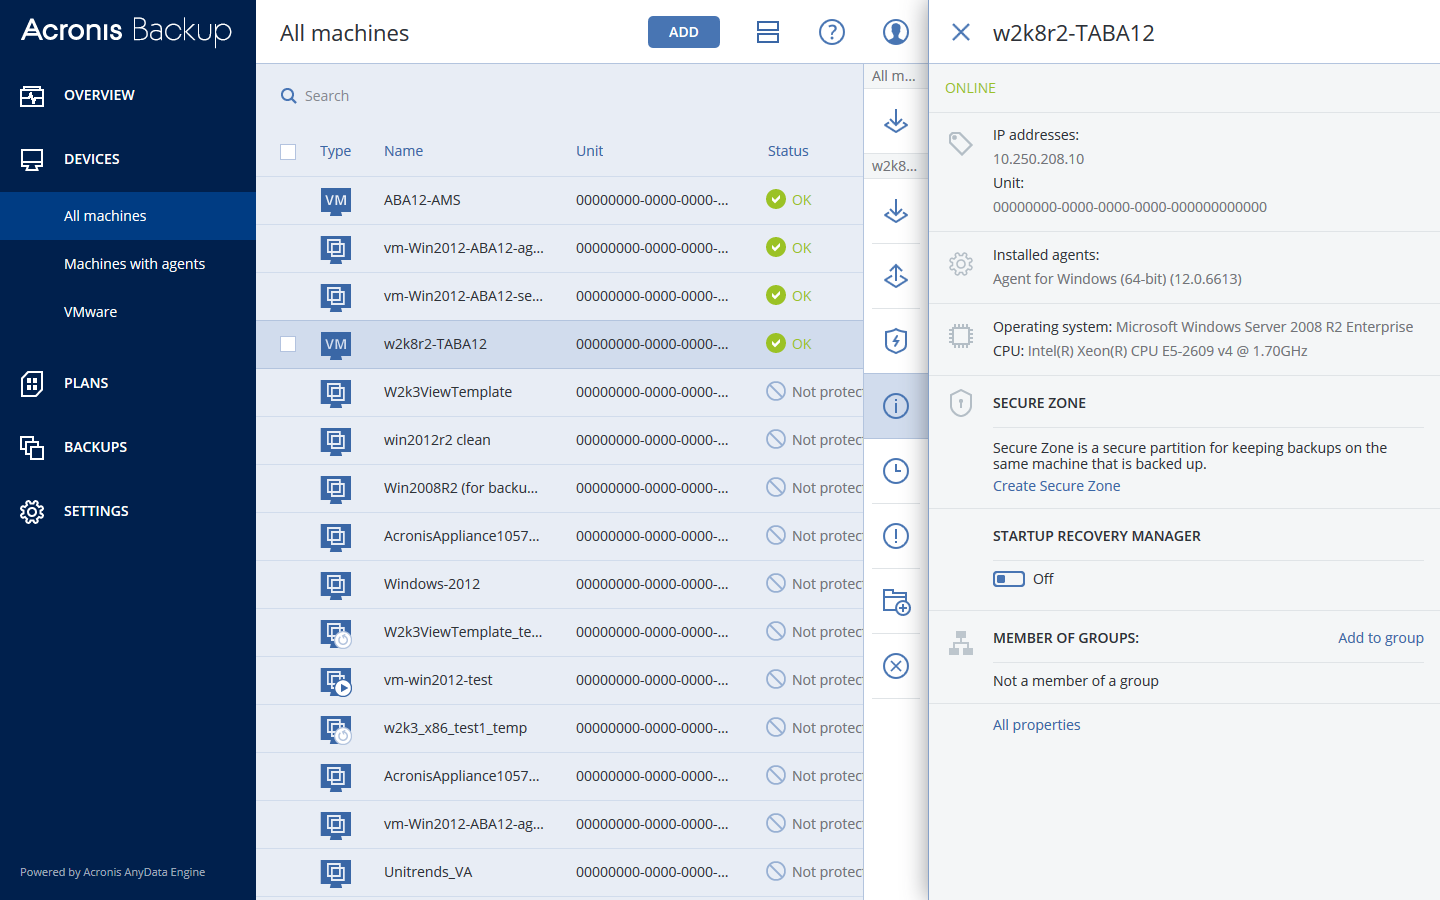 Acronis Backup
OVERVIEW
DEVICES
All machines
Machines with agents
VMware
PLANS
BACKUPS
SETTINGS
Powered by Acronis AnyData Engine
All machines
ADD
Search
Type Name Unit Status
VM ABA12-AMS 00000000-0000-0000-... OK
vm-Win2012-ABA12-ag... 00000000-0000-0000-... OK
vm-Win2012-ABA12-se... 00000000-0000-0000-... OK
VM w2k8r2-TABA12 00000000-0000-0000-... OK
W2k3ViewTemplate 00000000-0000-0000-... Not protec
win2012r2 clean 00000000-0000-0000-... Not protec
Win2008R2 (for backu... 00000000-0000-0000-... Not protec
AcronisAppliance1057... 00000000-0000-0000-... Not protec
Windows-2012 00000000-0000-0000-... Not protec
W2k3ViewTemplate_te... 00000000-0000-0000-... Not protec
vm-win2012-test 00000000-0000-0000-... Not protec
w2k3_x86_test1_temp 00000000-0000-0000-... Not protec
AcronisAppliance1057... 00000000-0000-0000-... Not protec
vm-Win2012-ABA12-ag... 00000000-0000-0000-... Not protec
Unitrends_VA 00000000-0000-0000-... Not protec
All m...
w2k8...
w2k8r2-TABA12
ONLINE
IP addresses:
10.250.208.10
Unit:
00000000-0000-0000-0000-000000000000
Installed agents:
Agent for Windows (64-bit) (12.0.6613)
Operating system: Microsoft Windows Server 2008 R2 Enterprise
CPU: Intel(R) Xeon(R) CPU E5-2609 v4 @ 1.70GHz
SECURE ZONE
Secure Zone is a secure partition for keeping backups on the
same machine that is backed up.
Create Secure Zone
STARTUP RECOVERY MANAGER
Off
MEMBER OF GROUPS: Add to group
Not a member of a group
All properties